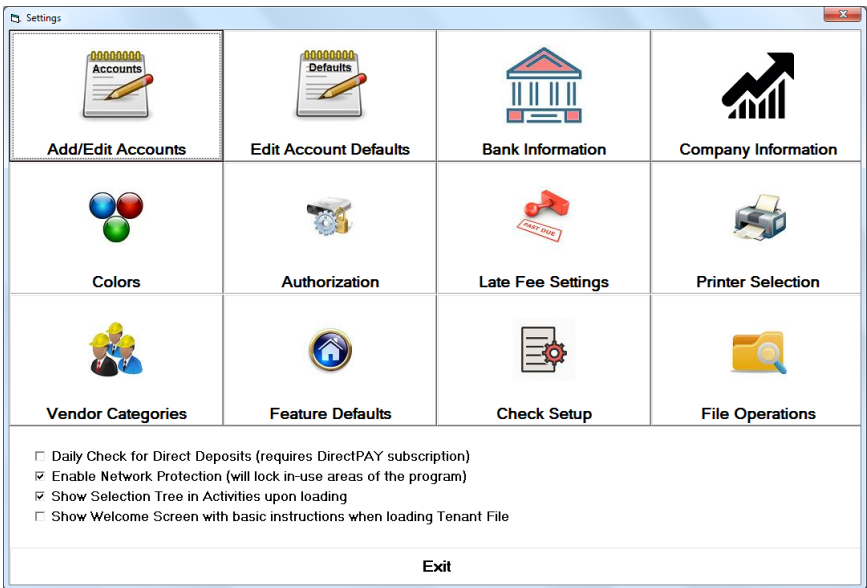 Settings
Accounts
Defaults
Add/Edit Accounts
Edit Account Defaults
Bank Information
Company Information
PAST DUE
Colors
Authorization
Late Fee Settings
Printer Selection
Vendor Categories
Feature Defaults
Check Setup
File Operations
Daily Check for Direct Deposits (requires DirectPAY subscription)
Enable Network Protection (will lock in-use areas of the program)
Show Selection Tree in Activities upon loading
Show Welcome Screen with basic instructions when loading Tenant File
Exit